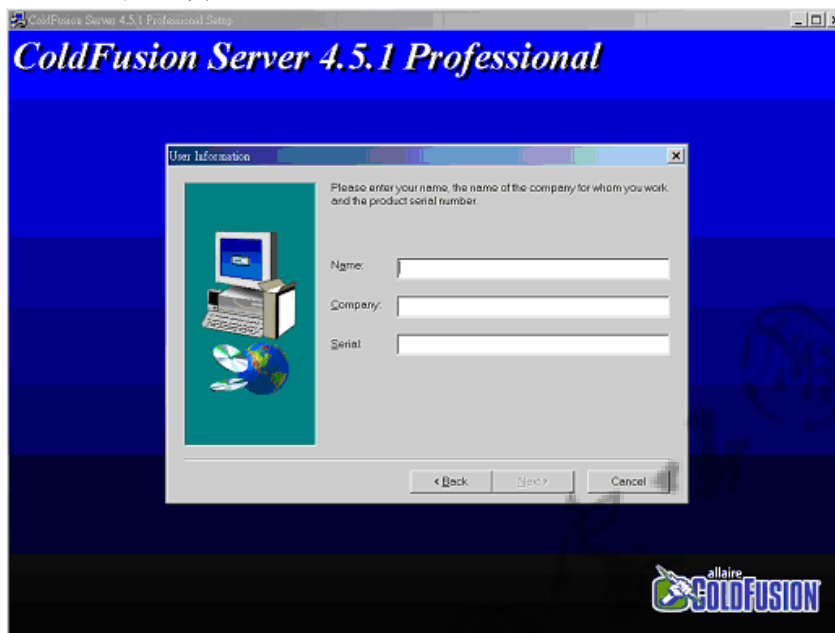 ColdFusion Server 4.5.1 Professional Setup
ColdFusion Server 4.5.1 Professional
User Information
Please enter your name, the name of the company for whom you work
and the product serial number.
Name:
Company:
Serial:
< Back
Next >
Cancel
allaire
COLDFUSION